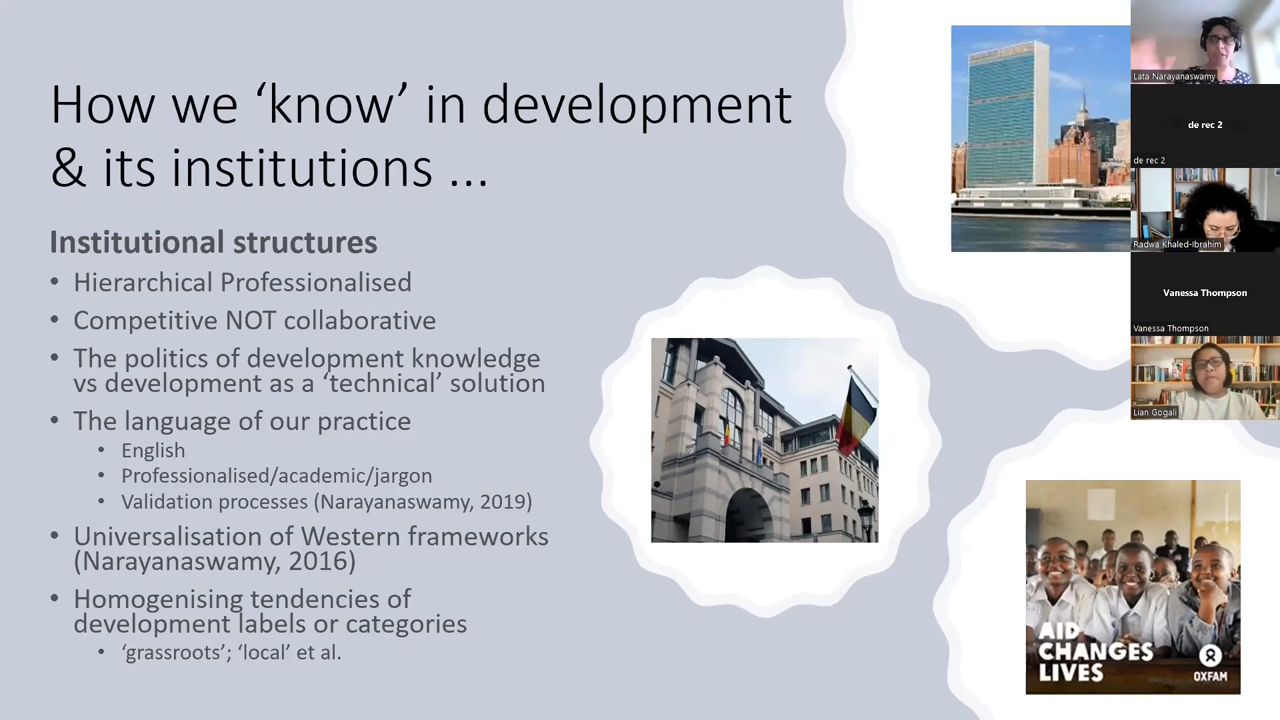 How we ‘know’ in development
& its institutions ...
Institutional structures
• Hierarchical Professionalised
• Competitive NOT collaborative
• The politics of development knowledge
vs development as a ‘technical’ solution
• The language of our practice
• English
• Professionalised/academic/jargon
• Validation processes (Narayanaswamy, 2019)
• Universalisation of Western frameworks
(Narayanaswamy, 2016)
• Homogenising tendencies of
development labels or categories
• ‘grassroots’; ‘local’ et al.
AID
CHANGES
LIVES
OXFAM
Lata Narayanaswamy
de rec 2
de rec 2
Radwa Khaled-Ibrahim
Vanessa Thompson
Vanessa Thompson
Lian Gogali